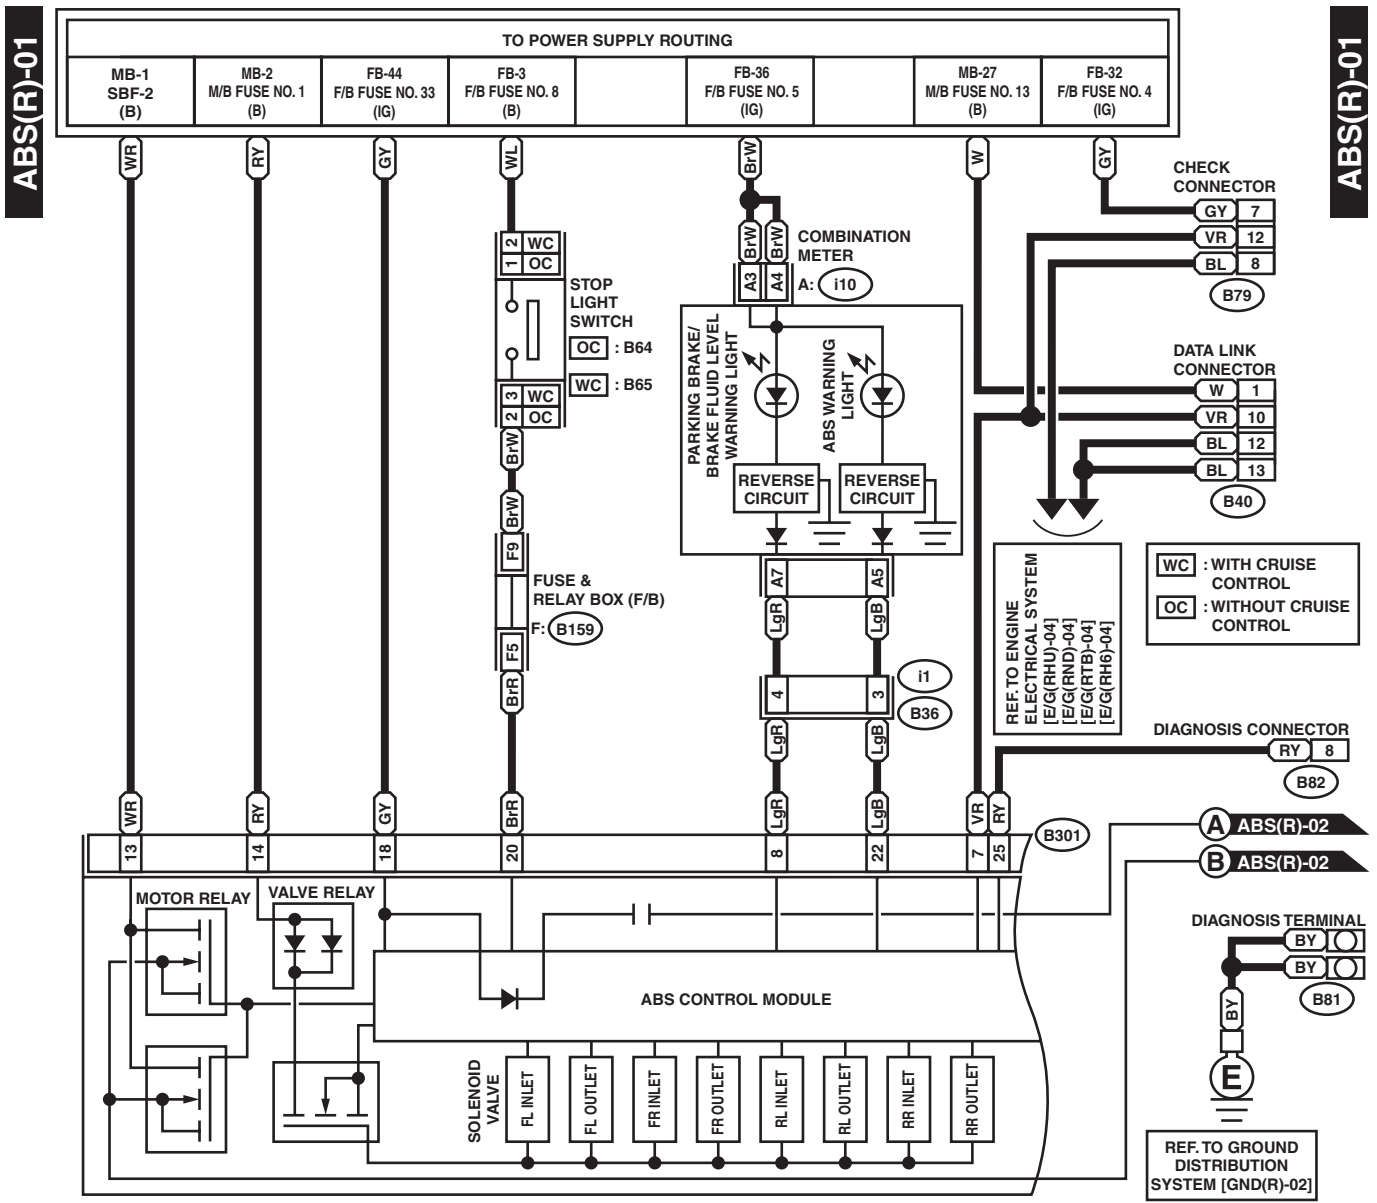 ABS(R)-01
ABS(R)-01
TO POWER SUPPLY ROUTING
MB-1
SBF-2
(B)
MB-2
M/B FUSE NO. 1
(B)
FB-44
F/B FUSE NO. 33
(IG)
FB-3
F/B FUSE NO. 8
(B)
FB-36
F/B FUSE NO. 5
(IG)
MB-27
M/B FUSE NO. 13
(B)
FB-32
F/B FUSE NO. 4
(IG)
WR
RY
GY
WL
BrW
W
GY
CHECK
CONNECTOR
GY 7
VR 12
BL 8
B79
2 WC
1 OC
STOP
LIGHT
SWITCH
OC : B64
WC : B65
3 WC
2 OC
BrW
BrW
BrW
BrW
A3
A4
COMBINATION
METER
A: i10
PARKING BRAKE/
BRAKE FLUID LEVEL
WARNING LIGHT
ABS WARNING
LIGHT
REVERSE
CIRCUIT
REVERSE
CIRCUIT
DATA LINK
CONNECTOR
W 1
VR 10
BL 12
BL 13
B40
F9
FUSE &
RELAY BOX (F/B)
F: B159
F5
BrR
A7
A5
LgR
LgB
4
3
i1
B36
LgR
LgB
REF. TO ENGINE
ELECTRICAL SYSTEM
[E/G(RHU)-04]
[E/G(RND)-04]
[E/G(RTB)-04]
[E/G(RH6)-04]
WC : WITH CRUISE
CONTROL
OC : WITHOUT CRUISE
CONTROL
DIAGNOSIS CONNECTOR
RY 8
B82
WR
RY
GY
BrR
LgR
LgB
VR
RY
13
14
18
20
8
22
7
25
B301
A ABS(R)-02
B ABS(R)-02
MOTOR RELAY
VALVE RELAY
ABS CONTROL MODULE
DIAGNOSIS TERMINAL
BY
BY
B81
BY
E
SOLENOID
VALVE
FL INLET
FL OUTLET
FR INLET
FR OUTLET
RL INLET
RL OUTLET
RR INLET
RR OUTLET
REF. TO GROUND
DISTRIBUTION
SYSTEM [GND(R)-02]